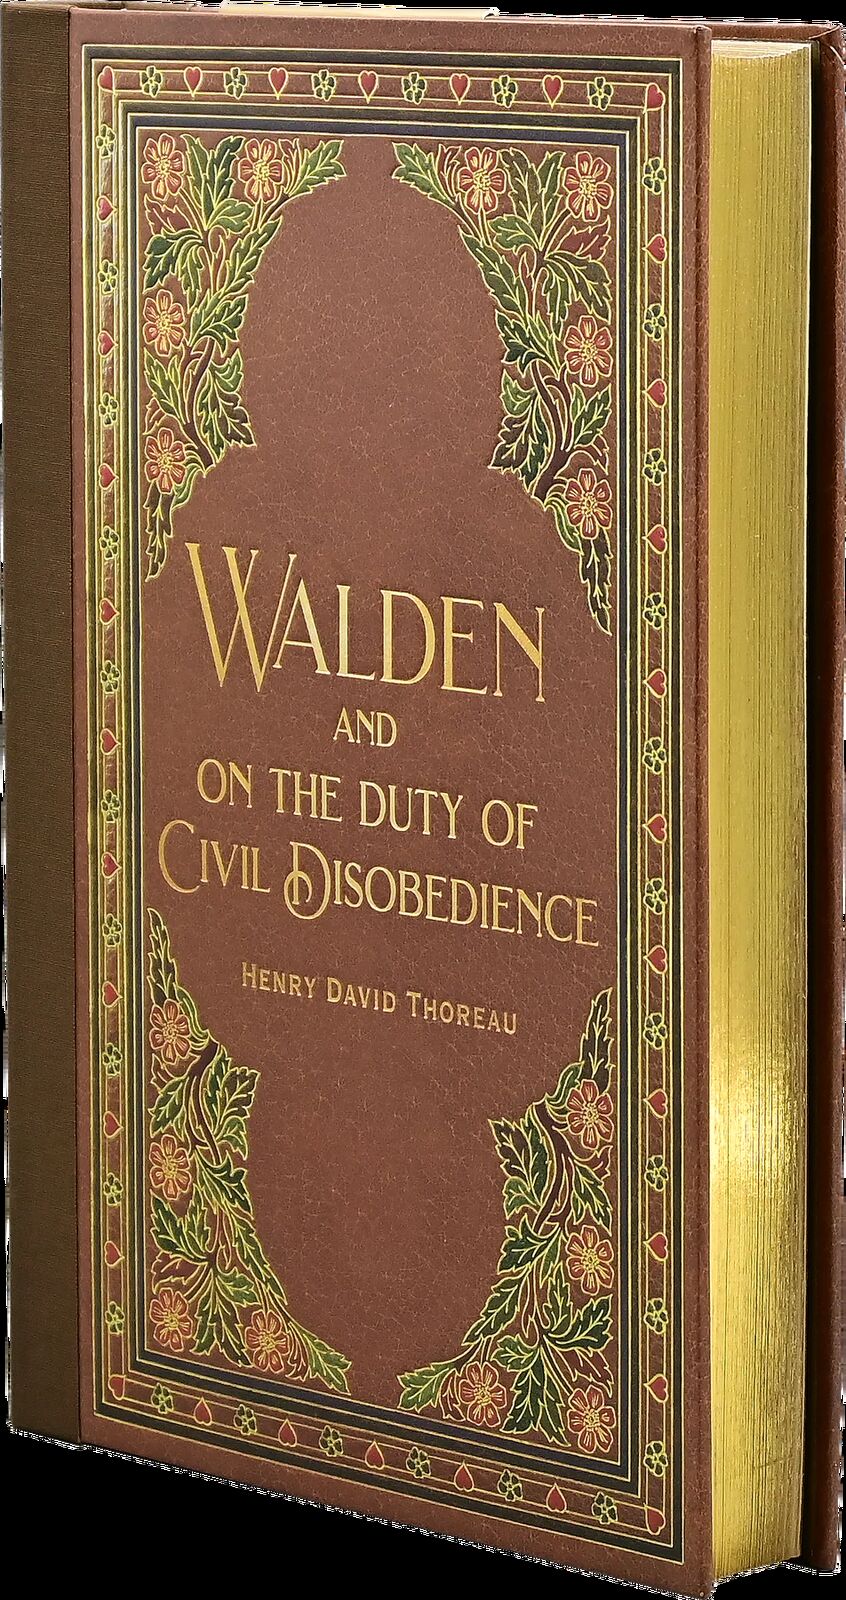 WALDEN
AND
ON THE DUTY OF
CIVIL DISOBEDIENCE
HENRY DAVID THOREAU